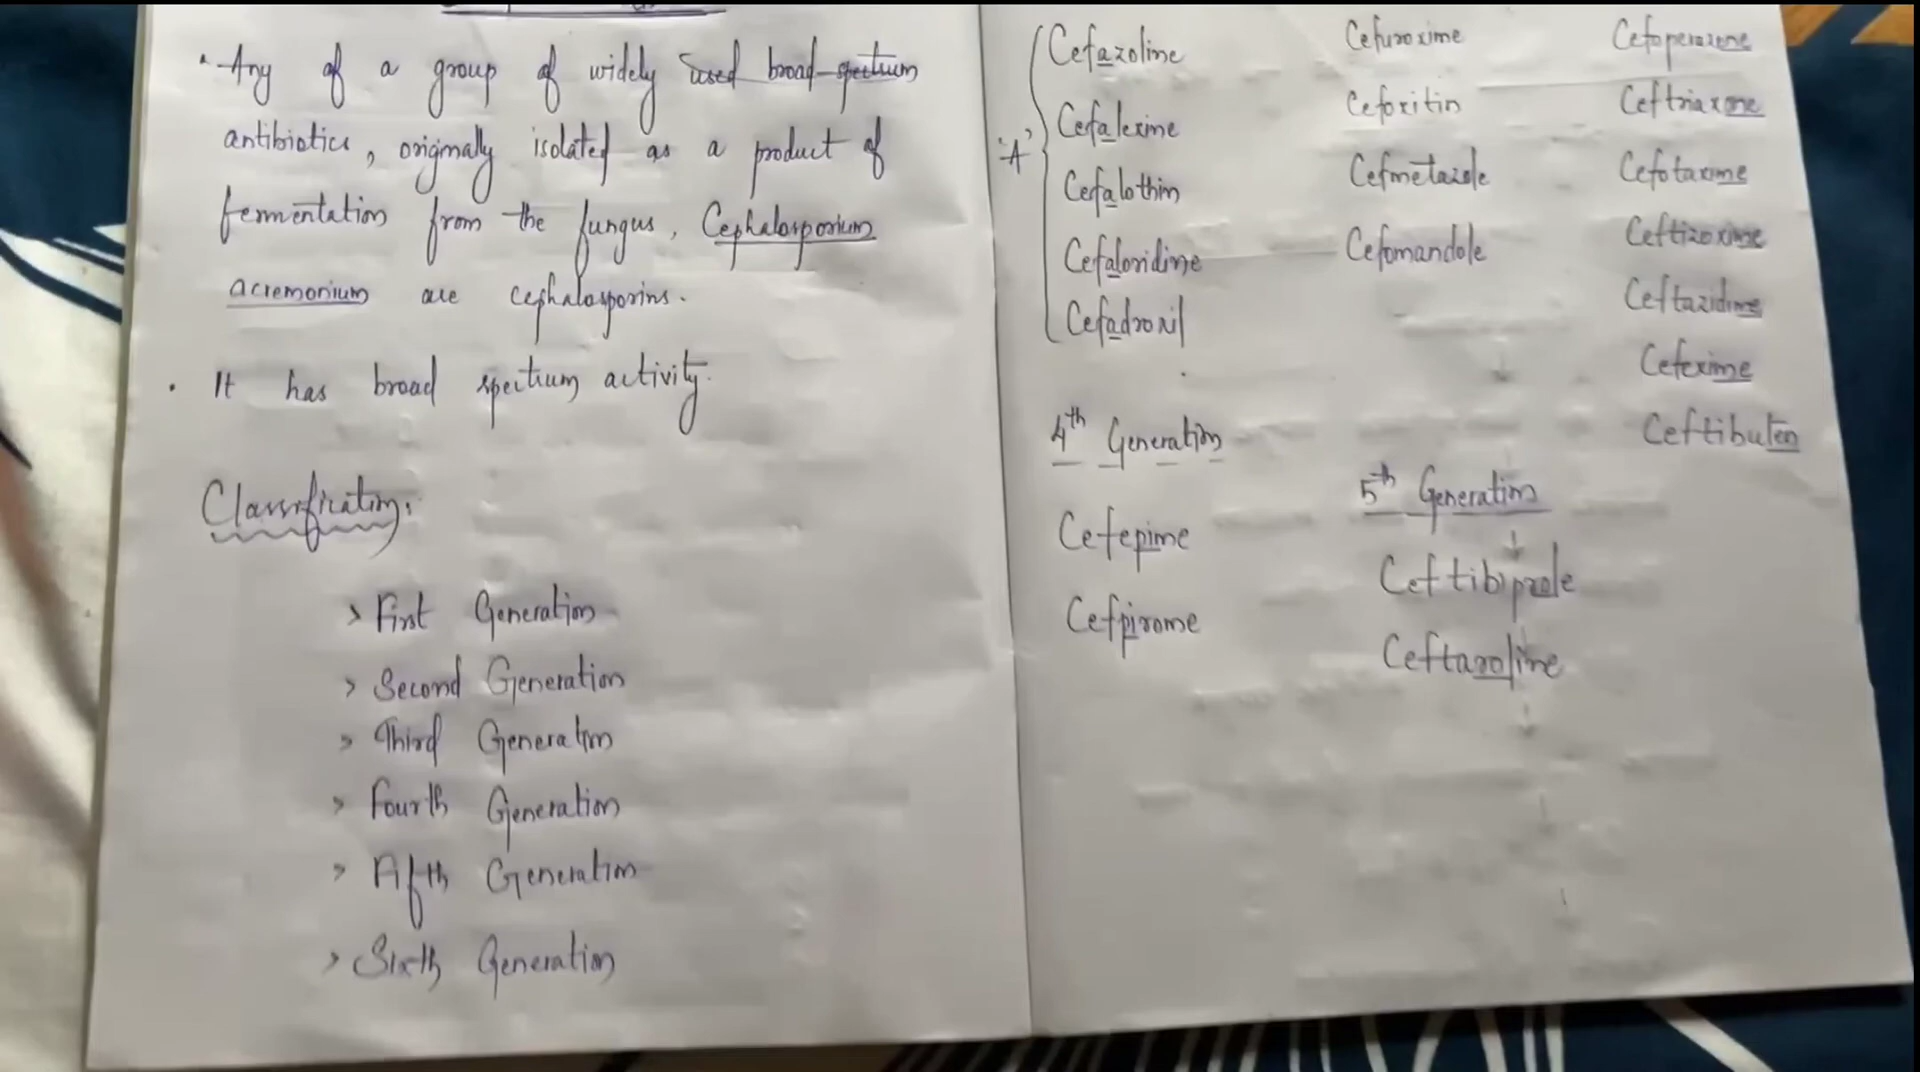 • Any of a group of widely used broad-spectrum
antibiotics, originally isolated as a product of
fermentation from the fungus, Cephalosporium
acremonium are cephalosporins.
• It has broad spectrum activity.
Classification:
> First Generation
> Second Generation
> Third Generation
> Fourth Generation
> Fifth Generation
> Sixth Generation
'A'
Cefazoline
Cefalexine
Cefalothin
Cefaloridine
Cefadroxil
Cefuroxime
Cefoxitin
Cefmetazole
Cefomandole
Cefoperazone
Ceftriaxone
Cefotaxime
Ceftizoxime
Ceftazidime
Cefexime
Ceftibuten
4th Generation
Cefepime
Cefpirome
5th Generation
↓
Ceftibiprole
Ceftaroline